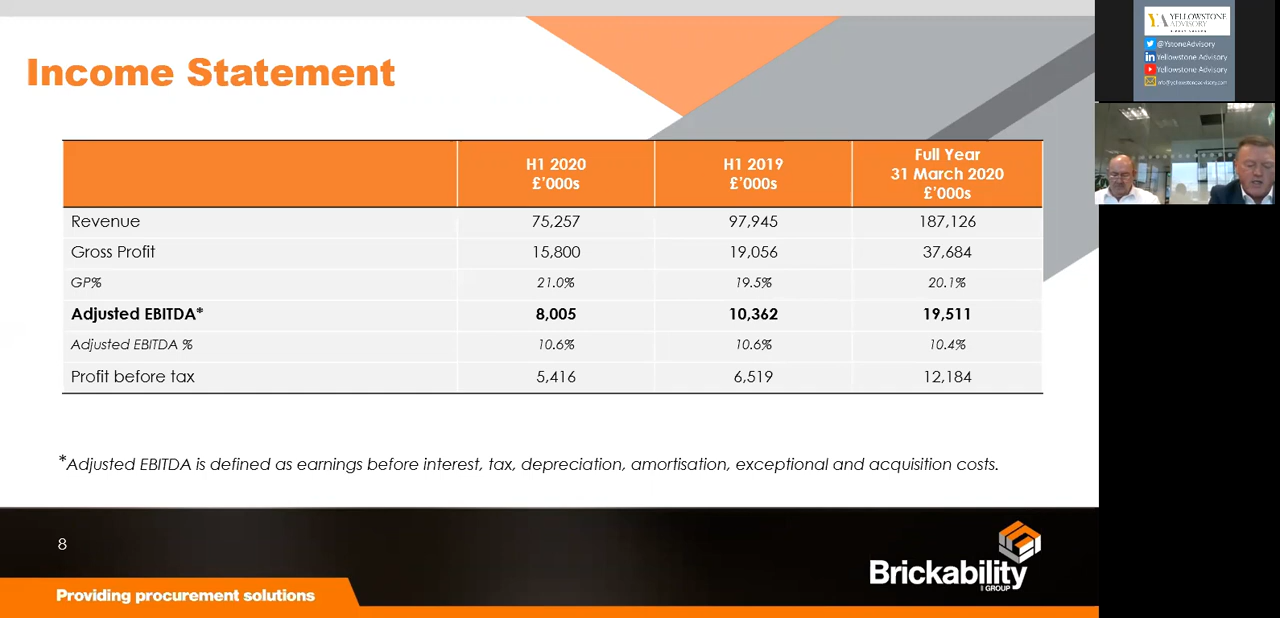 Income Statement
H1 2020 £’000s H1 2019 £’000s Full Year 31 March 2020 £’000s
Revenue 75,257 97,945 187,126
Gross Profit 15,800 19,056 37,684
GP% 21.0% 19.5% 20.1%
Adjusted EBITDA* 8,005 10,362 19,511
Adjusted EBITDA % 10.6% 10.6% 10.4%
Profit before tax 5,416 6,519 12,184
*Adjusted EBITDA is defined as earnings before interest, tax, depreciation, amortisation, exceptional and acquisition costs.
8
Brickability
GROUP
Providing procurement solutions
YA YELLOWSTONE
ADVISORY
@YstoneAdvisory
Yellowstone Advisory
Yellowstone Advisory
info@yellowstoneadvisory.com